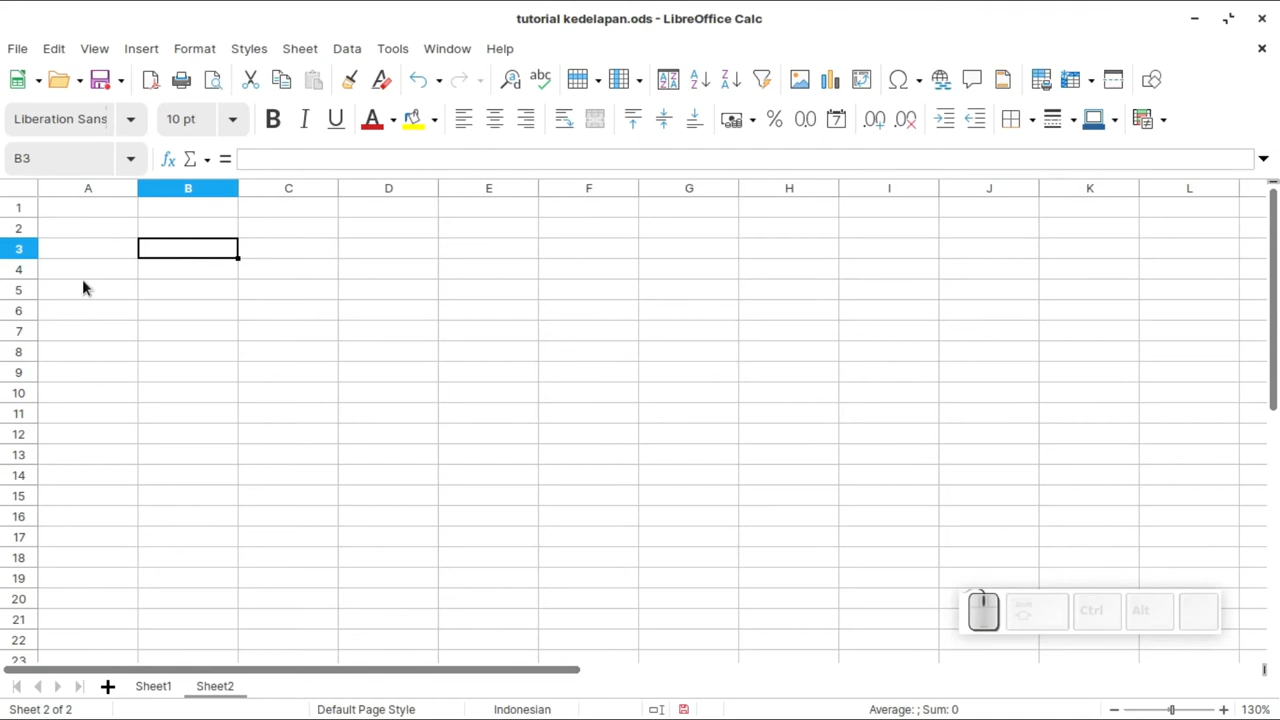 tutorial kedelapan.ods - LibreOffice Calc
File Edit View Insert Format Styles Sheet Data Tools Window Help
Liberation Sans 10 pt
B3
A B C D E F G H I J K L
1
2
3
4
5
6
7
8
9
10
11
12
13
14
15
16
17
18
19
20
21
22
23
Shift Ctrl Alt
Sheet1 Sheet2
Sheet 2 of 2 Default Page Style Indonesian Average: ; Sum: 0 130%